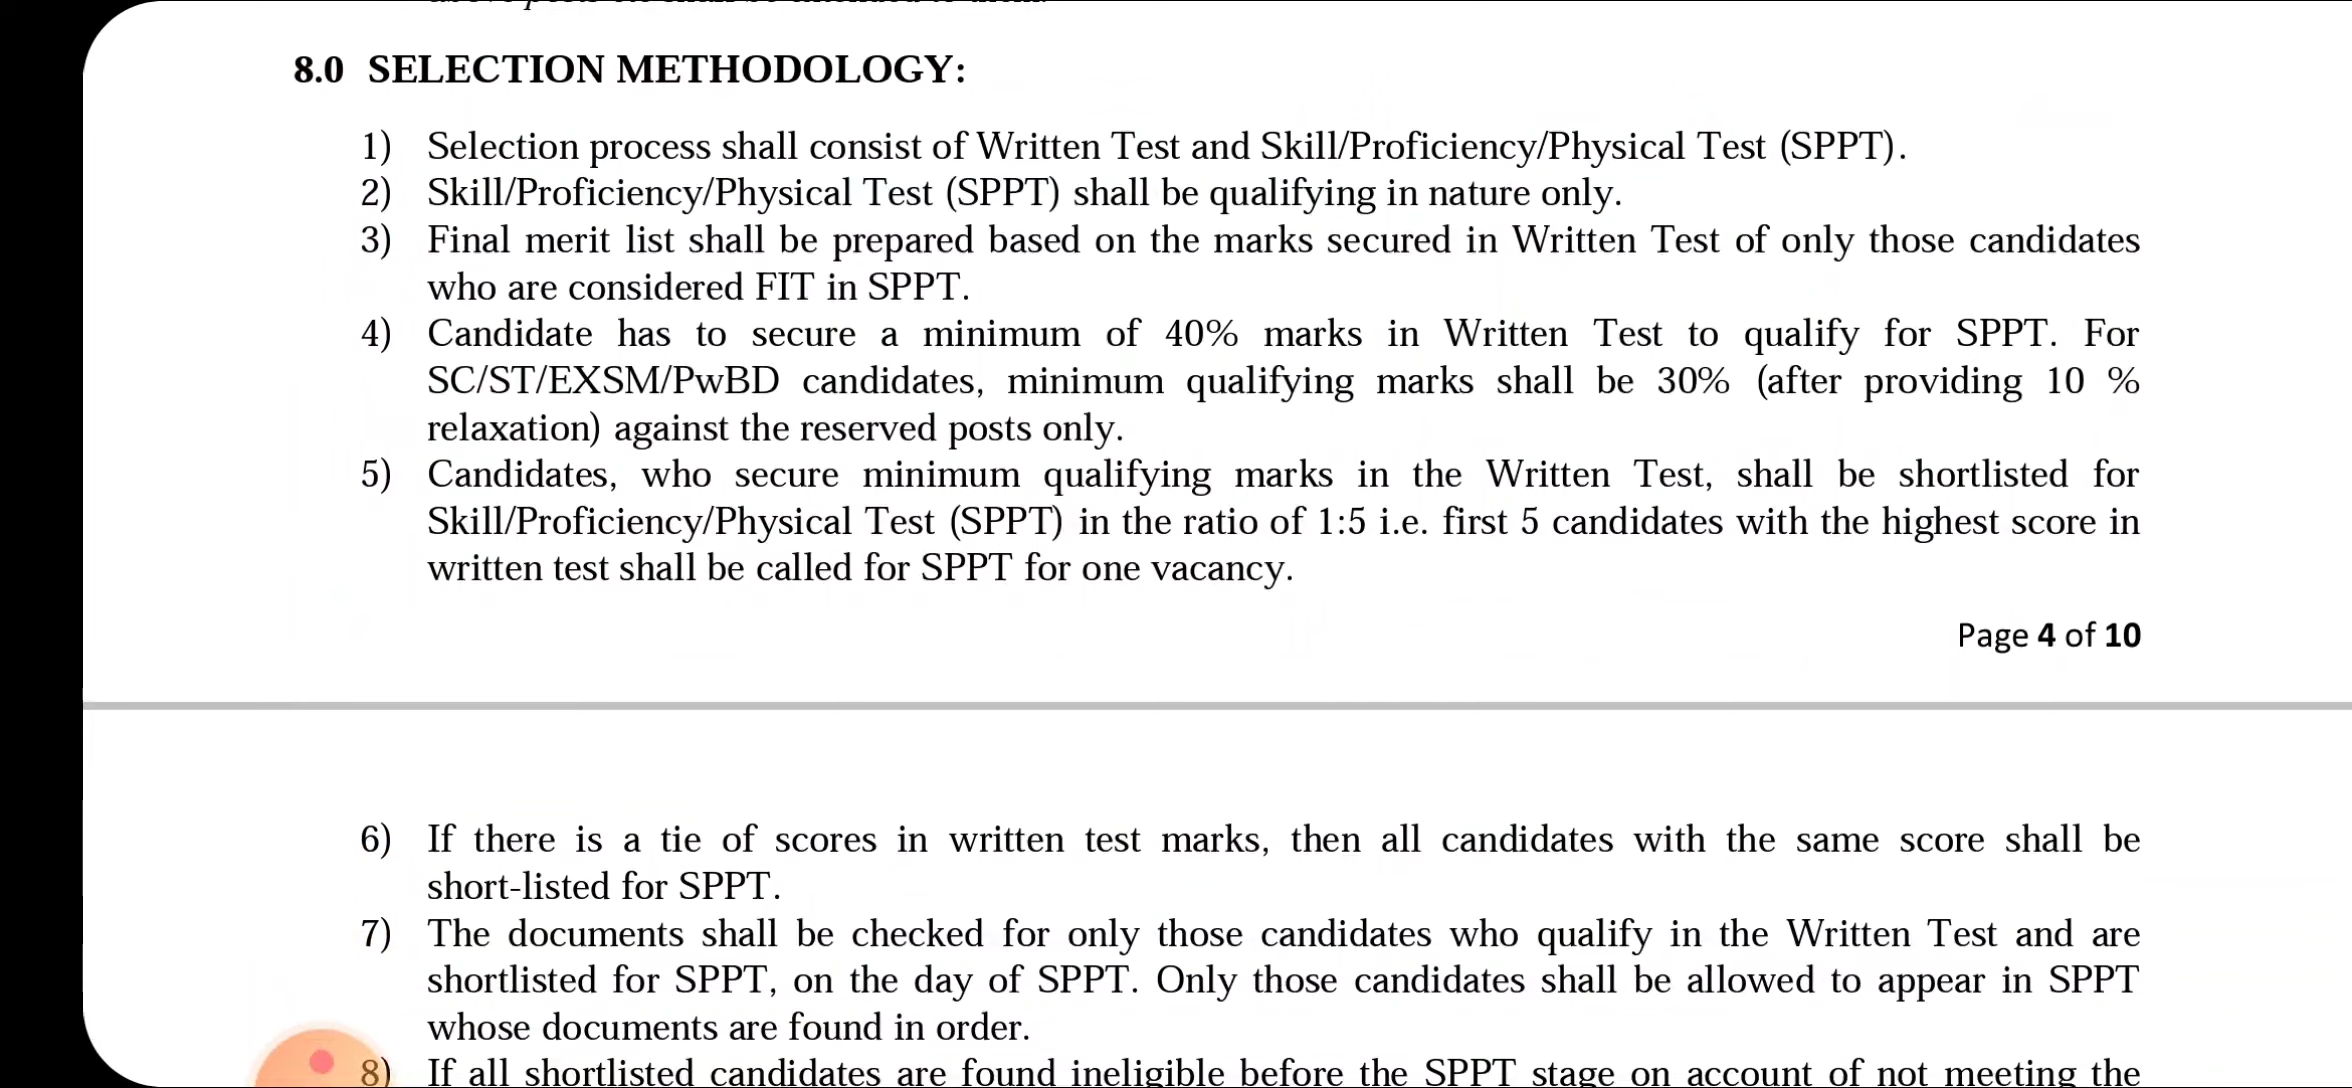 8.0 SELECTION METHODOLOGY:
1) Selection process shall consist of Written Test and Skill/Proficiency/Physical Test (SPPT).
2) Skill/Proficiency/Physical Test (SPPT) shall be qualifying in nature only.
3) Final merit list shall be prepared based on the marks secured in Written Test of only those candidates
who are considered FIT in SPPT.
4) Candidate has to secure a minimum of 40% marks in Written Test to qualify for SPPT. For
SC/ST/EXSM/PwBD candidates, minimum qualifying marks shall be 30% (after providing 10 %
relaxation) against the reserved posts only.
5) Candidates, who secure minimum qualifying marks in the Written Test, shall be shortlisted for
Skill/Proficiency/Physical Test (SPPT) in the ratio of 1:5 i.e. first 5 candidates with the highest score in
written test shall be called for SPPT for one vacancy.
Page 4 of 10
6) If there is a tie of scores in written test marks, then all candidates with the same score shall be
short-listed for SPPT.
7) The documents shall be checked for only those candidates who qualify in the Written Test and are
shortlisted for SPPT, on the day of SPPT. Only those candidates shall be allowed to appear in SPPT
whose documents are found in order.
8) If all shortlisted candidates are found ineligible before the SPPT stage on account of not meeting the